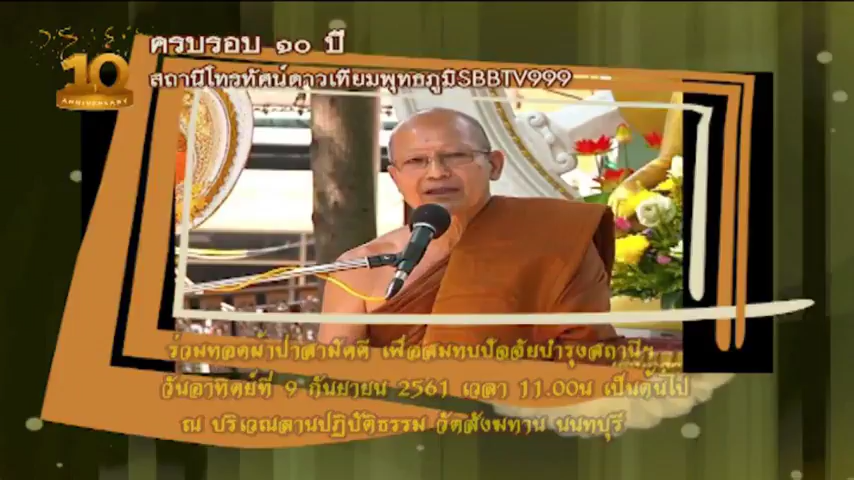 10
ANNIVERSARY
ครบรอบ ๑๐ ปี
สถานีโทรทัศน์ดาวเทียมพุทธภูมิSBBTV999
ร่วมทอดผ้าป่าสามัคคี เพื่อสมทบปัจจัยบำรุงสถานีฯ
วันอาทิตย์ที่ 9 กันยายน 2561 เวลา 11.00น เป็นต้นไป
ณ บริเวณลานปฏิบัติธรรม วัดสังฆทาน นนทบุรี